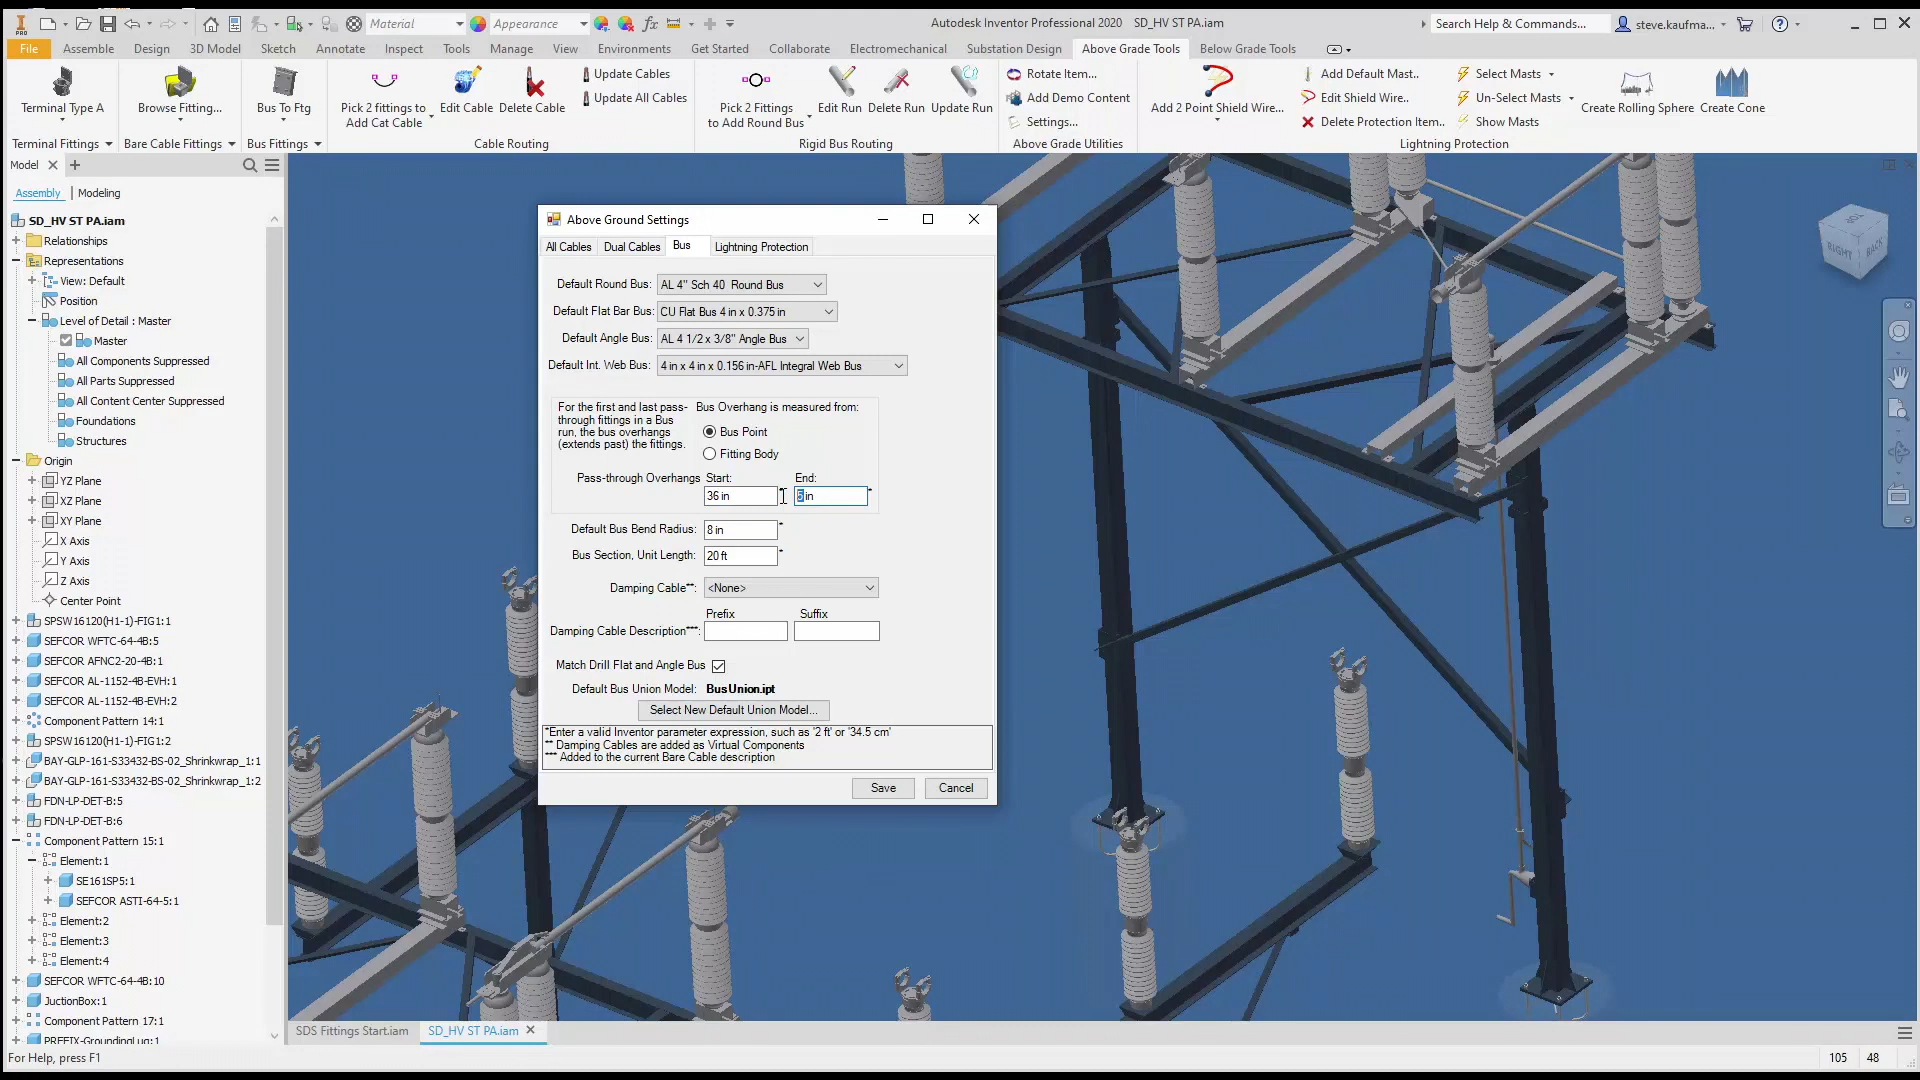 Material
Appearance
Autodesk Inventor Professional 2020 SD_HV ST PA.iam
Search Help & Commands...
steve.kaufma...
File Assemble Design 3D Model Sketch Annotate Inspect Tools Manage View Environments Get Started Collaborate Electromechanical Substation Design Above Grade Tools Below Grade Tools
Terminal Type A
Browse Fitting...
Bus To Ftg
Pick 2 fittings to
Add Cat Cable
Edit Cable
Delete Cable
Update Cables
Update All Cables
Pick 2 Fittings
to Add Round Bus
Edit Run
Delete Run
Update Run
Rotate Item...
Add Demo Content
Settings...
Add 2 Point Shield Wire...
Add Default Mast..
Edit Shield Wire..
Delete Protection Item..
Select Masts
Un-Select Masts
Show Masts
Create Rolling Sphere
Create Cone
Terminal Fittings
Bare Cable Fittings
Bus Fittings
Cable Routing
Rigid Bus Routing
Above Grade Utilities
Lightning Protection
Model
Assembly | Modeling
SD_HV ST PA.iam
Relationships
Representations
View: Default
Position
Level of Detail : Master
Master
All Components Suppressed
All Parts Suppressed
All Content Center Suppressed
Foundations
Structures
Origin
YZ Plane
XZ Plane
XY Plane
X Axis
Y Axis
Z Axis
Center Point
SPSW16120(H1-1)-FIG1:1
SEFCOR WFTC-64-4B:5
SEFCOR AFNC2-20-4B:1
SEFCOR AL-1152-4B-EVH:1
SEFCOR AL-1152-4B-EVH:2
Component Pattern 14:1
SPSW16120(H1-1)-FIG1:2
BAY-GLP-161-S33432-BS-02_Shrinkwrap_1:1
BAY-GLP-161-S33432-BS-02_Shrinkwrap_1:2
FDN-LP-DET-B:5
FDN-LP-DET-B:6
Component Pattern 15:1
Element:1
SE161SP5:1
SEFCOR ASTI-64-5:1
Element:2
Element:3
Element:4
SEFCOR WFTC-64-4B:10
JuctionBox:1
Component Pattern 17:1
PREFIX-GroundingLug:1
Above Ground Settings
All Cables
Dual Cables
Bus
Lightning Protection
Default Round Bus: AL 4" Sch 40 Round Bus
Default Flat Bar Bus: CU Flat Bus 4 in x 0.375 in
Default Angle Bus: AL 4 1/2 x 3/8" Angle Bus
Default Int. Web Bus: 4 in x 4 in x 0.156 in-AFL Integral Web Bus
For the first and last pass-
through fittings in a Bus
run, the bus overhangs
(extends past) the fittings.
Bus Overhang is measured from:
Bus Point
Fitting Body
Pass-through Overhangs
Start:
End:
36 in *
5 in *
Default Bus Bend Radius: 8 in *
Bus Section, Unit Length: 20 ft *
Damping Cable**: <None>
Prefix
Suffix
Damping Cable Description***:
Match Drill Flat and Angle Bus
Default Bus Union Model: BusUnion.ipt
Select New Default Union Model...
*Enter a valid Inventor parameter expression, such as '2 ft' or '34.5 cm'
** Damping Cables are added as Virtual Components
*** Added to the current Bare Cable description
Save
Cancel
TOP
RIGHT
BACK
SDS Fittings Start.iam
SD_HV ST PA.iam
For Help, press F1
105
48